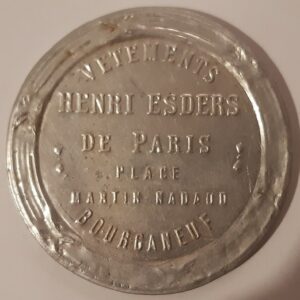 VETEMENTS
HENRI ESDERS
DE PARIS
PLACE
MARTIN NADAUD
BOURGANEUF